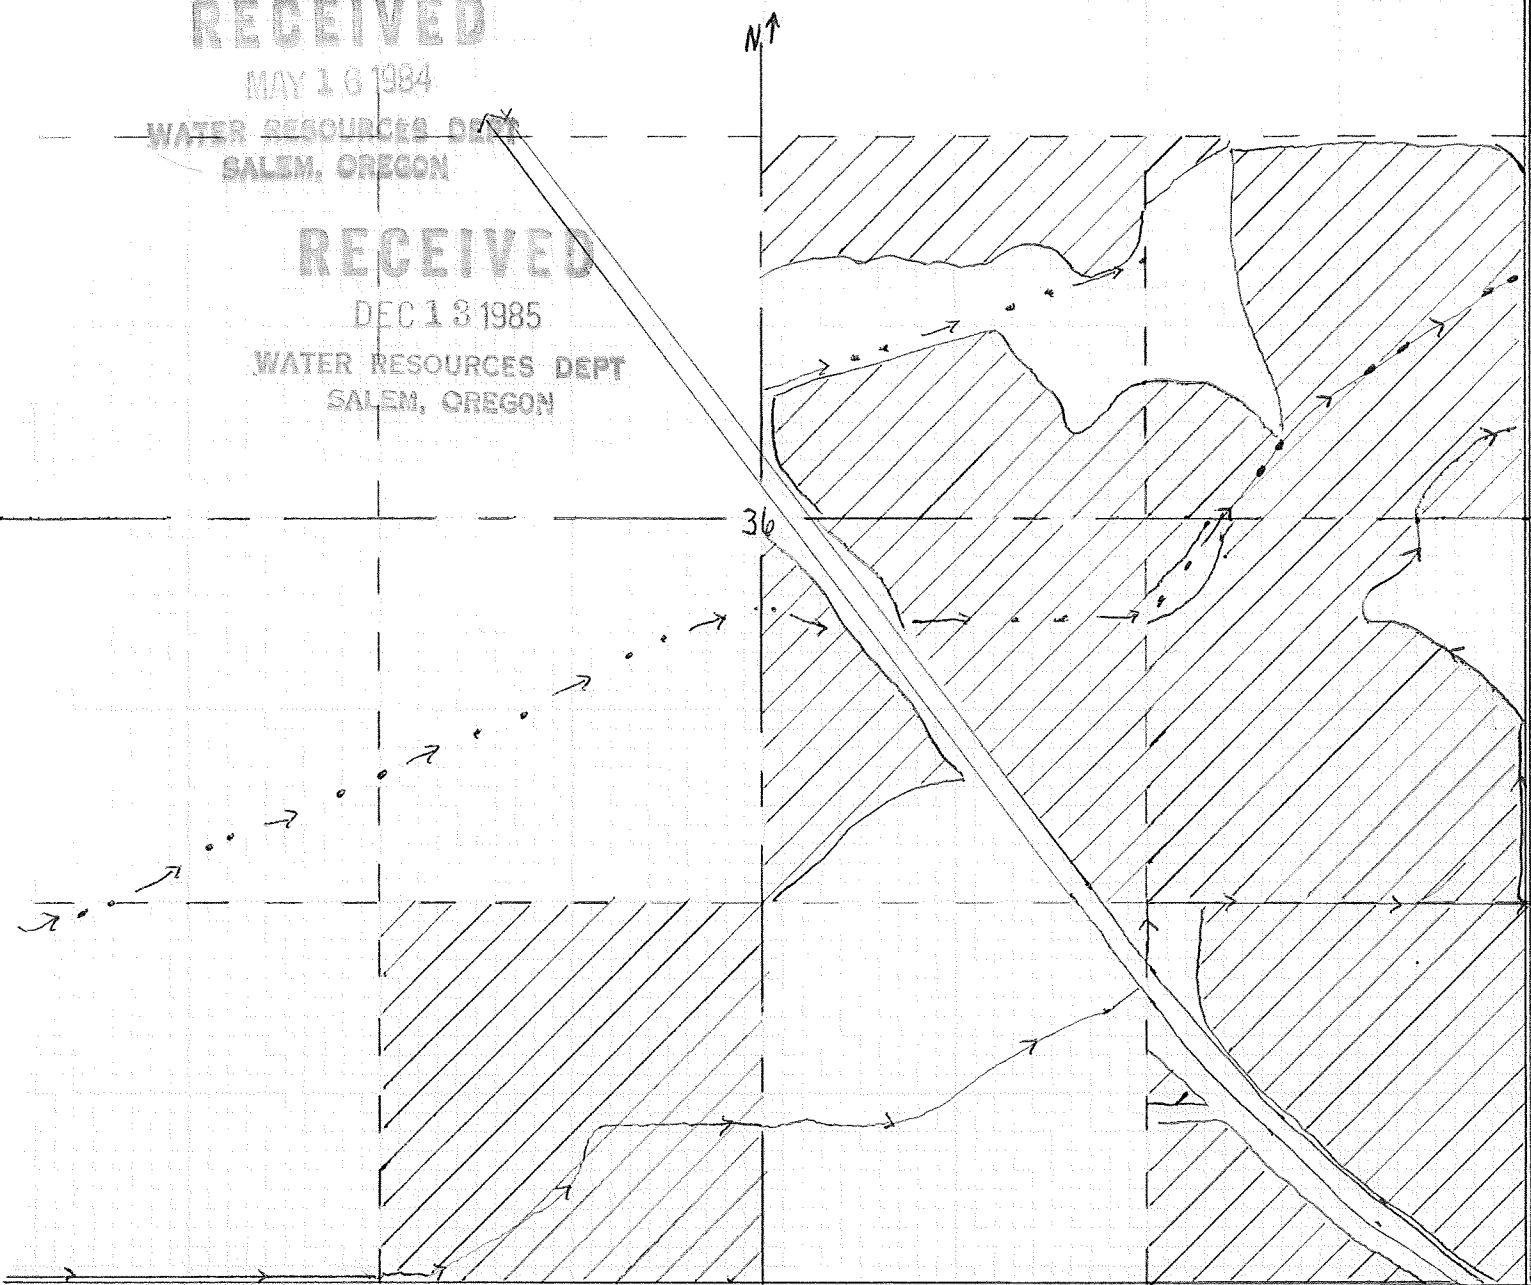 RECEIVED
MAY 16 1984
WATER RESOURCES DEPT
SALEM, OREGON
N
RECEIVED
DEC 13 1985
WATER RESOURCES DEPT
SALEM, OREGON
36